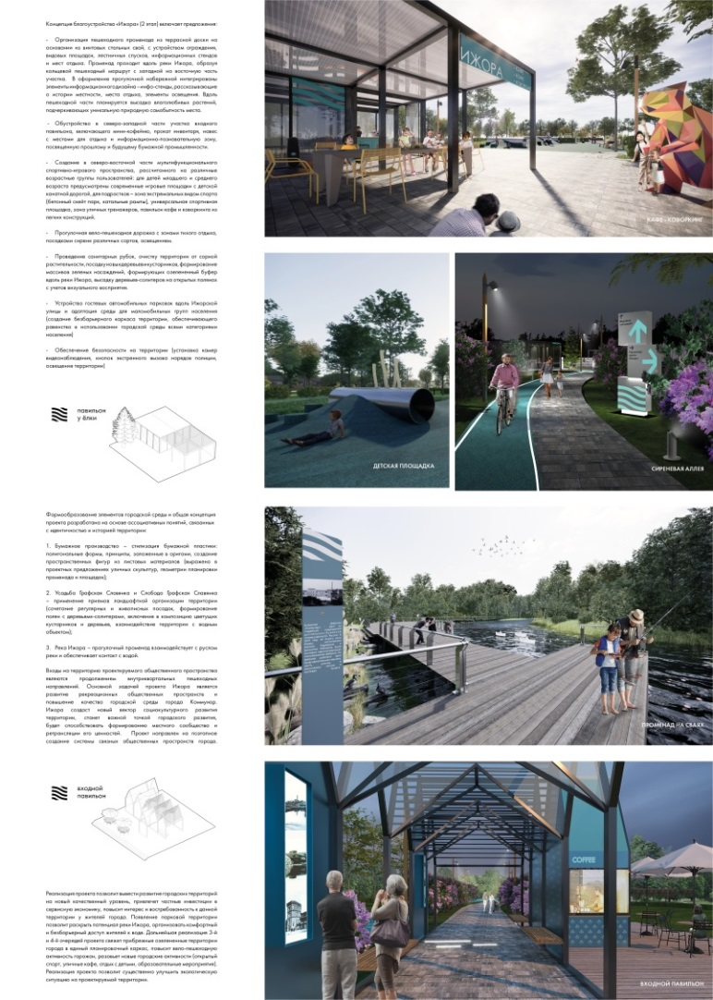 Концепция благоустройства «Ижора» (2 этап) включает предложения:
- Организация пешеходного променада из террасной доски на
основании из винтовых стальных свай, с устройством ограждения,
видовых площадок, лестничных спусков, информационных стендов
и мест отдыха. Променад проходит вдоль реки Ижора, образуя
кольцевой пешеходный маршрут с западной на восточную часть
участка. В оформление прогулочной набережной интегрированы
элементы информационного дизайна – инфо-стенды, рассказывающие
о истории местности, места отдыха, элементы освещения. Вдоль
пешеходной части планируется высадка влаголюбивых растений,
подчеркивающих уникальную природную самобытность места.
- Обустройство в северо-западной части участка входного
павильона, включающего мини-кофейню, прокат инвентаря, навес
с местами для отдыха и информационно-познавательную зону,
посвященную прошлому и будущему бумажной промышленности.
- Создание в северо-восточной части мультифункционального
спортивно-игрового пространства, рассчитанного на различные
возрастные группы пользователей: для детей младшего и среднего
возраста предусмотрены современные игровые площадки с детской
канатной дорогой, для подростков – зона экстремальных видом спорта
(бетонный скейт парк, катальные рампы), универсальная спортивная
площадка, зона уличных тренажеров, павильон кафе и коворкинга из
легких конструкций.
- Прогулочная вело-пешеходная дорожка с зонами тихого отдыха,
посадками сирени различных сортов, освещением.
- Проведение санитарных рубок, очистку территории от сорной
растительности, посадку новых деревьев и кустарников, формирование
массивов зеленых насаждений, формирующих озелененный буфер
вдоль реки Ижора, высадку деревьев-солитеров на открытых полянах
с учетом визуального восприятия.
- Устройство гостевых автомобильных парковок вдоль Ижорской
улицы и адаптация среды для маломобильных групп населения
(создание безбарьерного каркаса территории, обеспечивающего
равенства в использовании городской среды всеми категориями
населения)
- Обеспечение безопасности на территории (установка камер
видеонаблюдения, кнопок экстренного вызова нарядов полиции,
освещение территории)
павильон
у ёлки
Формообразование элементов городской среды и общая концепция
проекта разработана на основе ассоциативных понятий, связанных
с идентичностью и историей территории:
1. Бумажное производство – стилизация бумажной пластики:
полигональные формы, принципы, заложенные в оригами, создание
пространственных фигур из листовых материалов (выражено в
проектных предложениях уличных скульптур, геометрии планировки
променада и площадок);
2. Усадьба Графская Славянка и Слобода Графская Славянка
– применение приемов ландшафтной организации территории
(сочетание регулярных и живописных посадок, формирование
полян с деревьями-солитерами, включение в композицию цветущих
кустарников и деревьев, взаимодействие территории с водным
объектом);
3. Река Ижора – прогулочный променад взаимодействует с руслом
реки и обеспечивает контакт с водой.
Входы на территорию проектируемого общественного пространства
являются продолжением внутриквартальных пешеходных
направлений. Основной задачей проекта Ижора является
развитие рекреационных общественных пространств и
повышение качества городской среды города Коммунар.
Ижора создаст новый вектор социокультурного развития
территории, станет важной точкой городского развития,
будет способствовать формированию местного сообщества и
ретрансляции его ценностей. Проект направлен на поэтапное
создание системы связных общественных пространств города.
входной
павильон
Реализация проекта позволит вывести развитие городских территорий
на новый качественный уровень, привлечет частные инвестиции в
сервисную экономику, повысит интерес и востребованность к данной
территории у жителей города. Появление парковой территории
позволит раскрыть потенциал реки Ижора, организовать комфортный
и безбарьерный доступ жителей к воде. Дальнейшая реализация 3-й
и 4-й очередей проекта свяжет прибрежные озелененные территории
города в единый планировочный каркас, повысит вело-пешеходную
активность горожан, разовьет новые городские активности (открытый
спорт, уличные кафе, отдых с детьми, образовательные мероприятия).
Реализация проекта позволит существенно улучшить экологическую
ситуацию на проектируемой территории.
ИЖОРА
КАФЕ - КОВОРКИНГ
ДЕТСКАЯ ПЛОЩАДКА
СИРЕНЕВАЯ АЛЛЕЯ
ПРОМЕНАД НА СВАЯХ
COFFEE
ВХОДНОЙ ПАВИЛЬОН